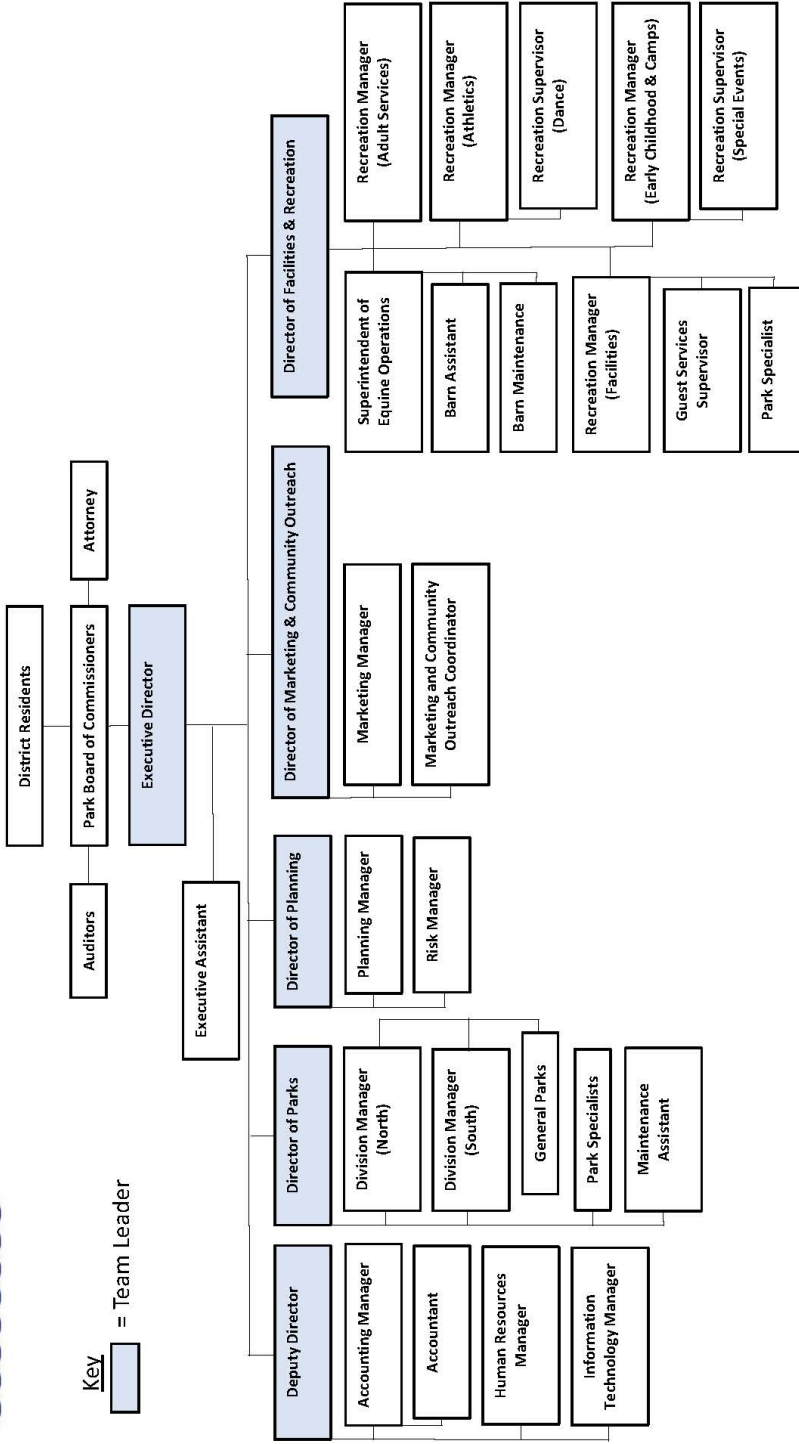 District Residents
Auditors
Park Board of Commissioners
Attorney
Executive Director
Executive Assistant
Key
= Team Leader
Deputy Director
Accounting Manager
Accountant
Human Resources
Manager
Information
Technology Manager
Director of Parks
Division Manager
(North)
Division Manager
(South)
General Parks
Park Specialists
Maintenance
Assistant
Director of Planning
Planning Manager
Risk Manager
Director of Marketing & Community Outreach
Marketing Manager
Marketing and Community
Outreach Coordinator
Director of Facilities & Recreation
Superintendent of
Equine Operations
Barn Assistant
Barn Maintenance
Recreation Manager
(Facilities)
Guest Services
Supervisor
Park Specialist
Recreation Manager
(Adult Services)
Recreation Manager
(Athletics)
Recreation Supervisor
(Dance)
Recreation Manager
(Early Childhood & Camps)
Recreation Supervisor
(Special Events)